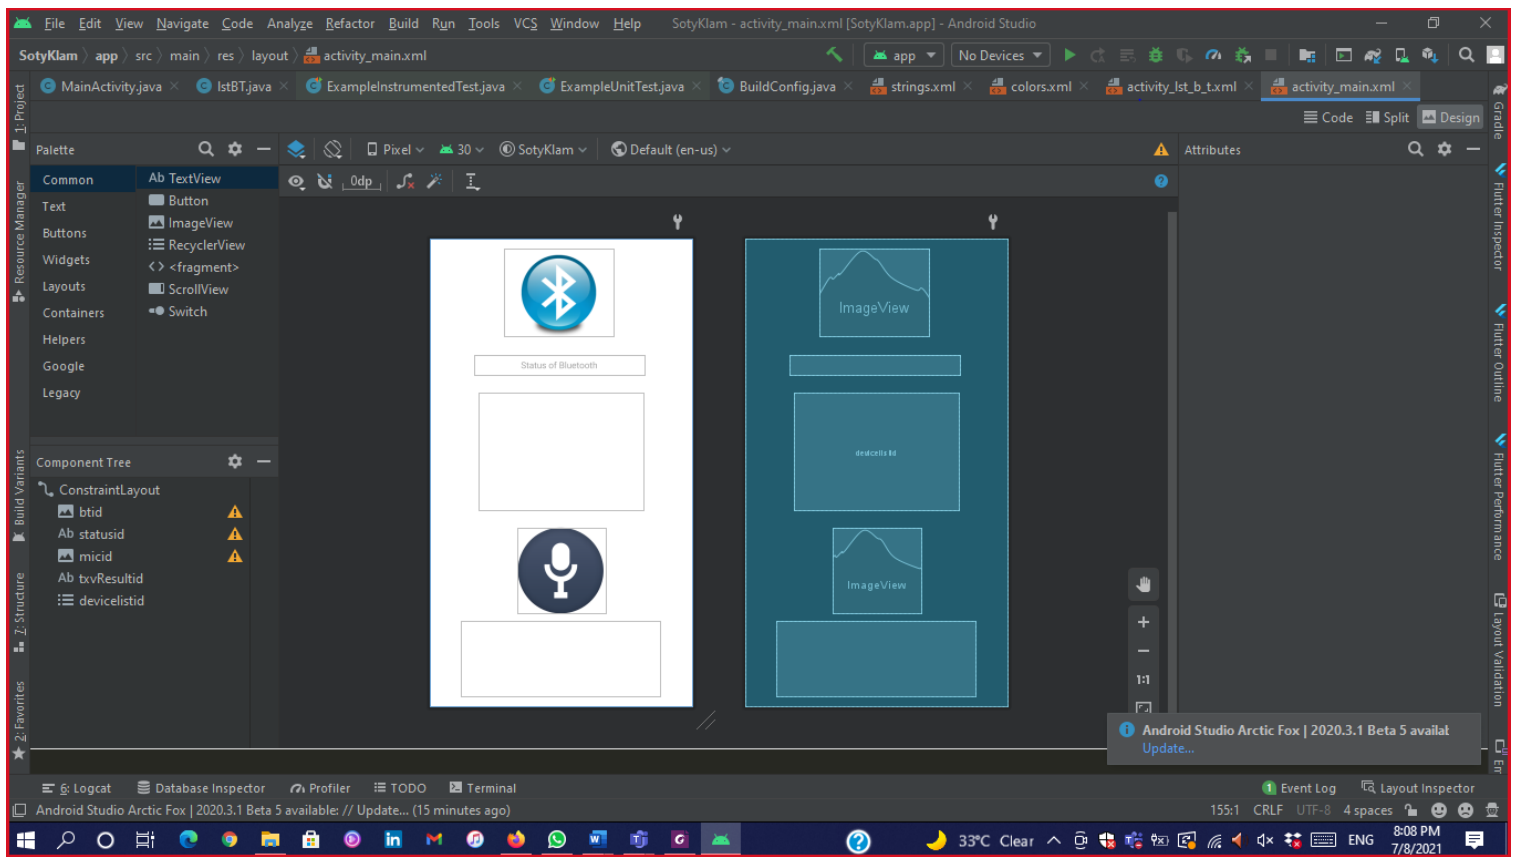 File Edit View Navigate Code Analyze Refactor Build Run Tools VCS Window Help SotyKlam - activity_main.xml [SotyKlam.app] - Android Studio
SotyKlam app src main res layout activity_main.xml app No Devices
MainActivity.java lstBT.java ExampleInstrumentedTest.java ExampleUnitTest.java BuildConfig.java strings.xml colors.xml activity_lst_b_t.xml activity_main.xml
Code Split Design
Palette Pixel 30 SotyKlam Default (en-us) Attributes
Common
Text
Buttons
Widgets
Layouts
Containers
Helpers
Google
Legacy
Ab TextView
Button
ImageView
RecyclerView
<> <fragment>
ScrollView
Switch
0dp
Status of Bluetooth
ImageView
ImageView
Component Tree
ConstraintLayout
btid
Ab statusid
micid
Ab txvResultid
devicelistid
1:1
Android Studio Arctic Fox | 2020.3.1 Beta 5 availat
Update...
1: Project
Resource Manager
Build Variants
7: Structure
2: Favorites
Gradle
Flutter Inspector
Flutter Outline
Flutter Performance
Layout Validation
Em
6: Logcat Database Inspector Profiler TODO Terminal 1 Event Log Layout Inspector
Android Studio Arctic Fox | 2020.3.1 Beta 5 available: // Update... (15 minutes ago) 155:1 CRLF UTF-8 4 spaces
33°C Clear ENG 8:08 PM
7/8/2021